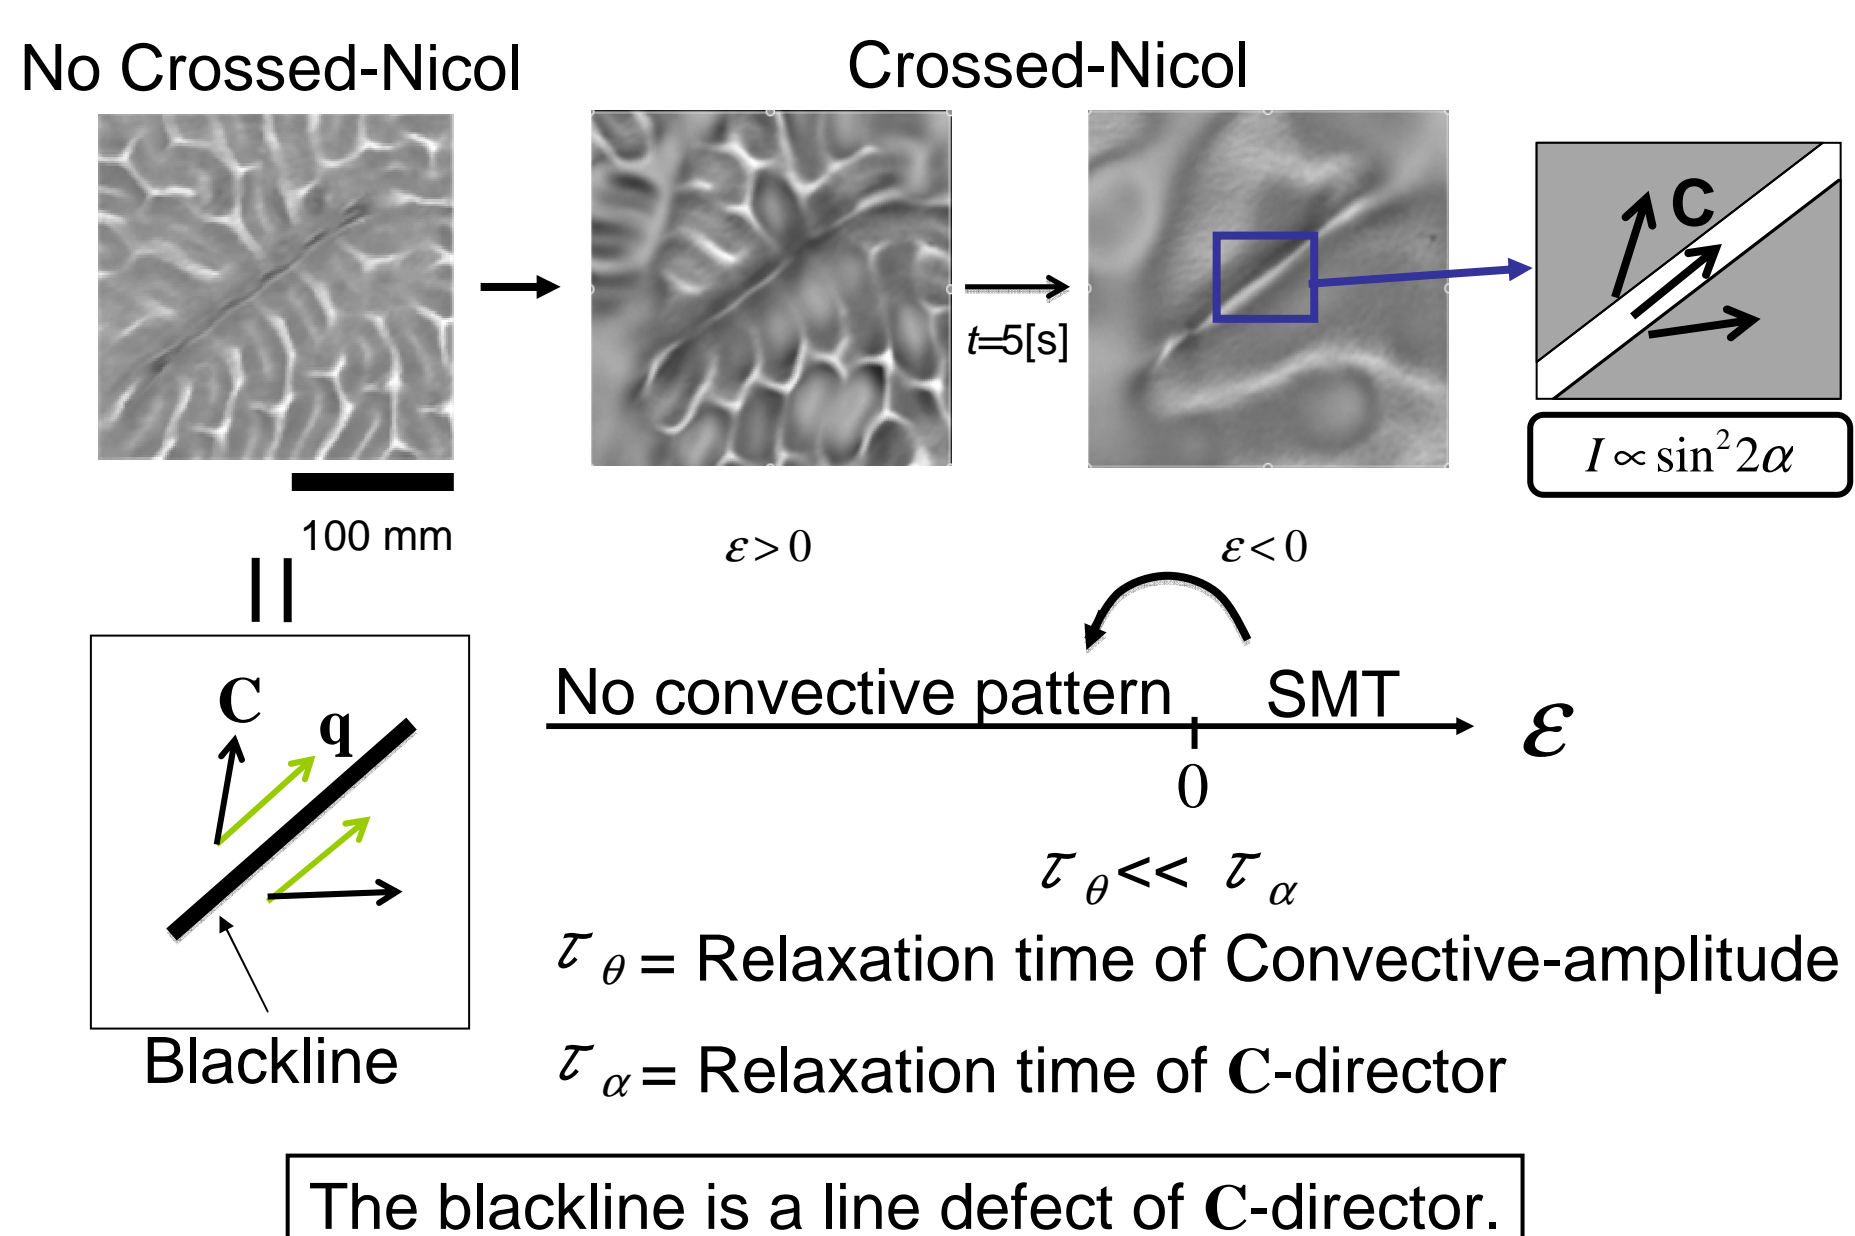 No Crossed-Nicol
Crossed-Nicol
C
t=5[s]
I ∝ sin²2α
100 mm
ε > 0
ε < 0
C
q
No convective pattern
SMT
ε
0
τ_θ << τ_α
τ_θ = Relaxation time of Convective-amplitude
Blackline
τ_α = Relaxation time of C-director
The blackline is a line defect of C-director.